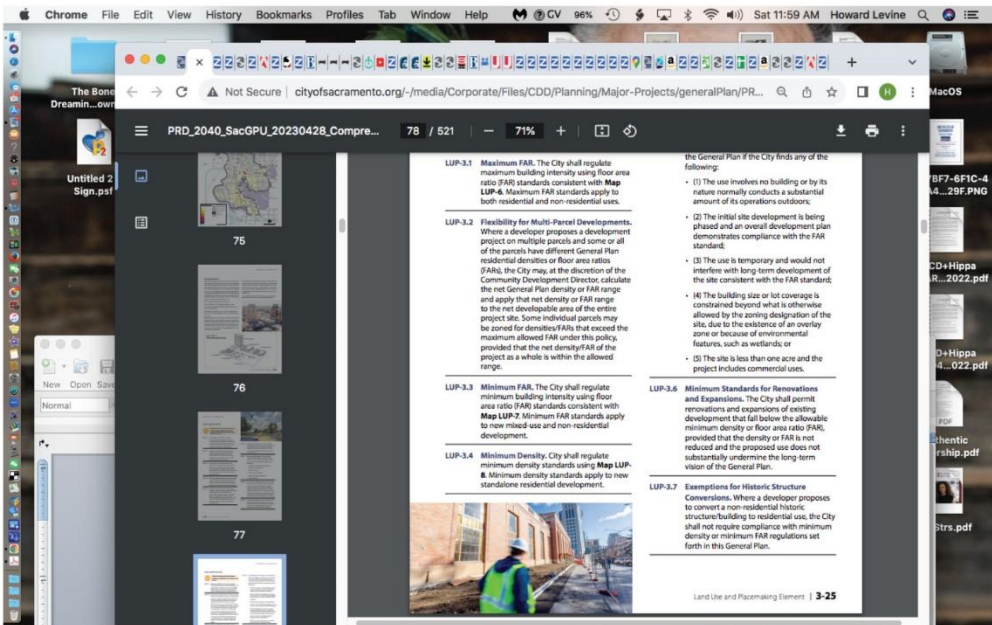 Chrome File Edit View History Bookmarks Profiles Tab Window Help
CV 96% Sat 11:59 AM Howard Levine
The Bone
Dreamin...own
MacOS
Not Secure | cityofsacramento.org/-/media/Corporate/Files/CDD/Planning/Major-Projects/generalPlan/PR...
H
PRD_2040_SacGPU_20230428_Compre... 78 / 521 71%
Untitled 2
Sign.psf
New Open Save
Normal
75
76
77
LUP-3.1 Maximum FAR. The City shall regulate
maximum building intensity using floor area
ratio (FAR) standards consistent with Map
LUP-6. Maximum FAR standards apply to
both residential and non-residential uses.
LUP-3.2 Flexibility for Multi-Parcel Developments.
Where a developer proposes a development
project on multiple parcels and some or all
of the parcels have different General Plan
residential densities or floor area ratios
(FARs), the City may, at the discretion of the
Community Development Director, calculate
the net General Plan density or FAR range
and apply that net density or FAR range
to the net developable area of the entire
project site. Some individual parcels may
be zoned for densities/FARs that exceed the
maximum allowed FAR under this policy,
provided that the net density/FAR of the
project as a whole is within the allowed
range.
LUP-3.3 Minimum FAR. The City shall regulate
minimum building intensity using floor
area ratio (FAR) standards consistent with
Map LUP-7. Minimum FAR standards apply
to new mixed-use and non-residential
development.
LUP-3.4 Minimum Density. City shall regulate
minimum density standards using Map LUP-
8. Minimum density standards apply to new
standalone residential development.
the General Plan if the City finds any of the
following:
• (1) The use involves no building or by its
nature normally conducts a substantial
amount of its operations outdoors;
• (2) The initial site development is being
phased and an overall development plan
demonstrates compliance with the FAR
standard;
• (3) The use is temporary and would not
interfere with long-term development of
the site consistent with the FAR standard;
• (4) The building size or lot coverage is
constrained beyond what is otherwise
allowed by the zoning designation of the
site, due to the existence of an overlay
zone or because of environmental
features, such as wetlands; or
• (5) The site is less than one acre and the
project includes commercial uses.
LUP-3.6 Minimum Standards for Renovations
and Expansions. The City shall permit
renovations and expansions of existing
development that fall below the allowable
minimum density or floor area ratio (FAR),
provided that the density or FAR is not
reduced and the proposed use does not
substantially undermine the long-term
vision of the General Plan.
LUP-3.7 Exemptions for Historic Structure
Conversions. Where a developer proposes
to convert a non-residential historic
structure/building to residential use, the City
shall not require compliance with minimum
density or minimum FAR regulations set
forth in this General Plan.
Land Use and Placemaking Element | 3-25
7BF7-6F1C-4
A4...29F.PNG
CD+Hippa
R...2022.pdf
D+Hippa
04...022.pdf
PDF
thentic
rship.pdf
Strs.pdf